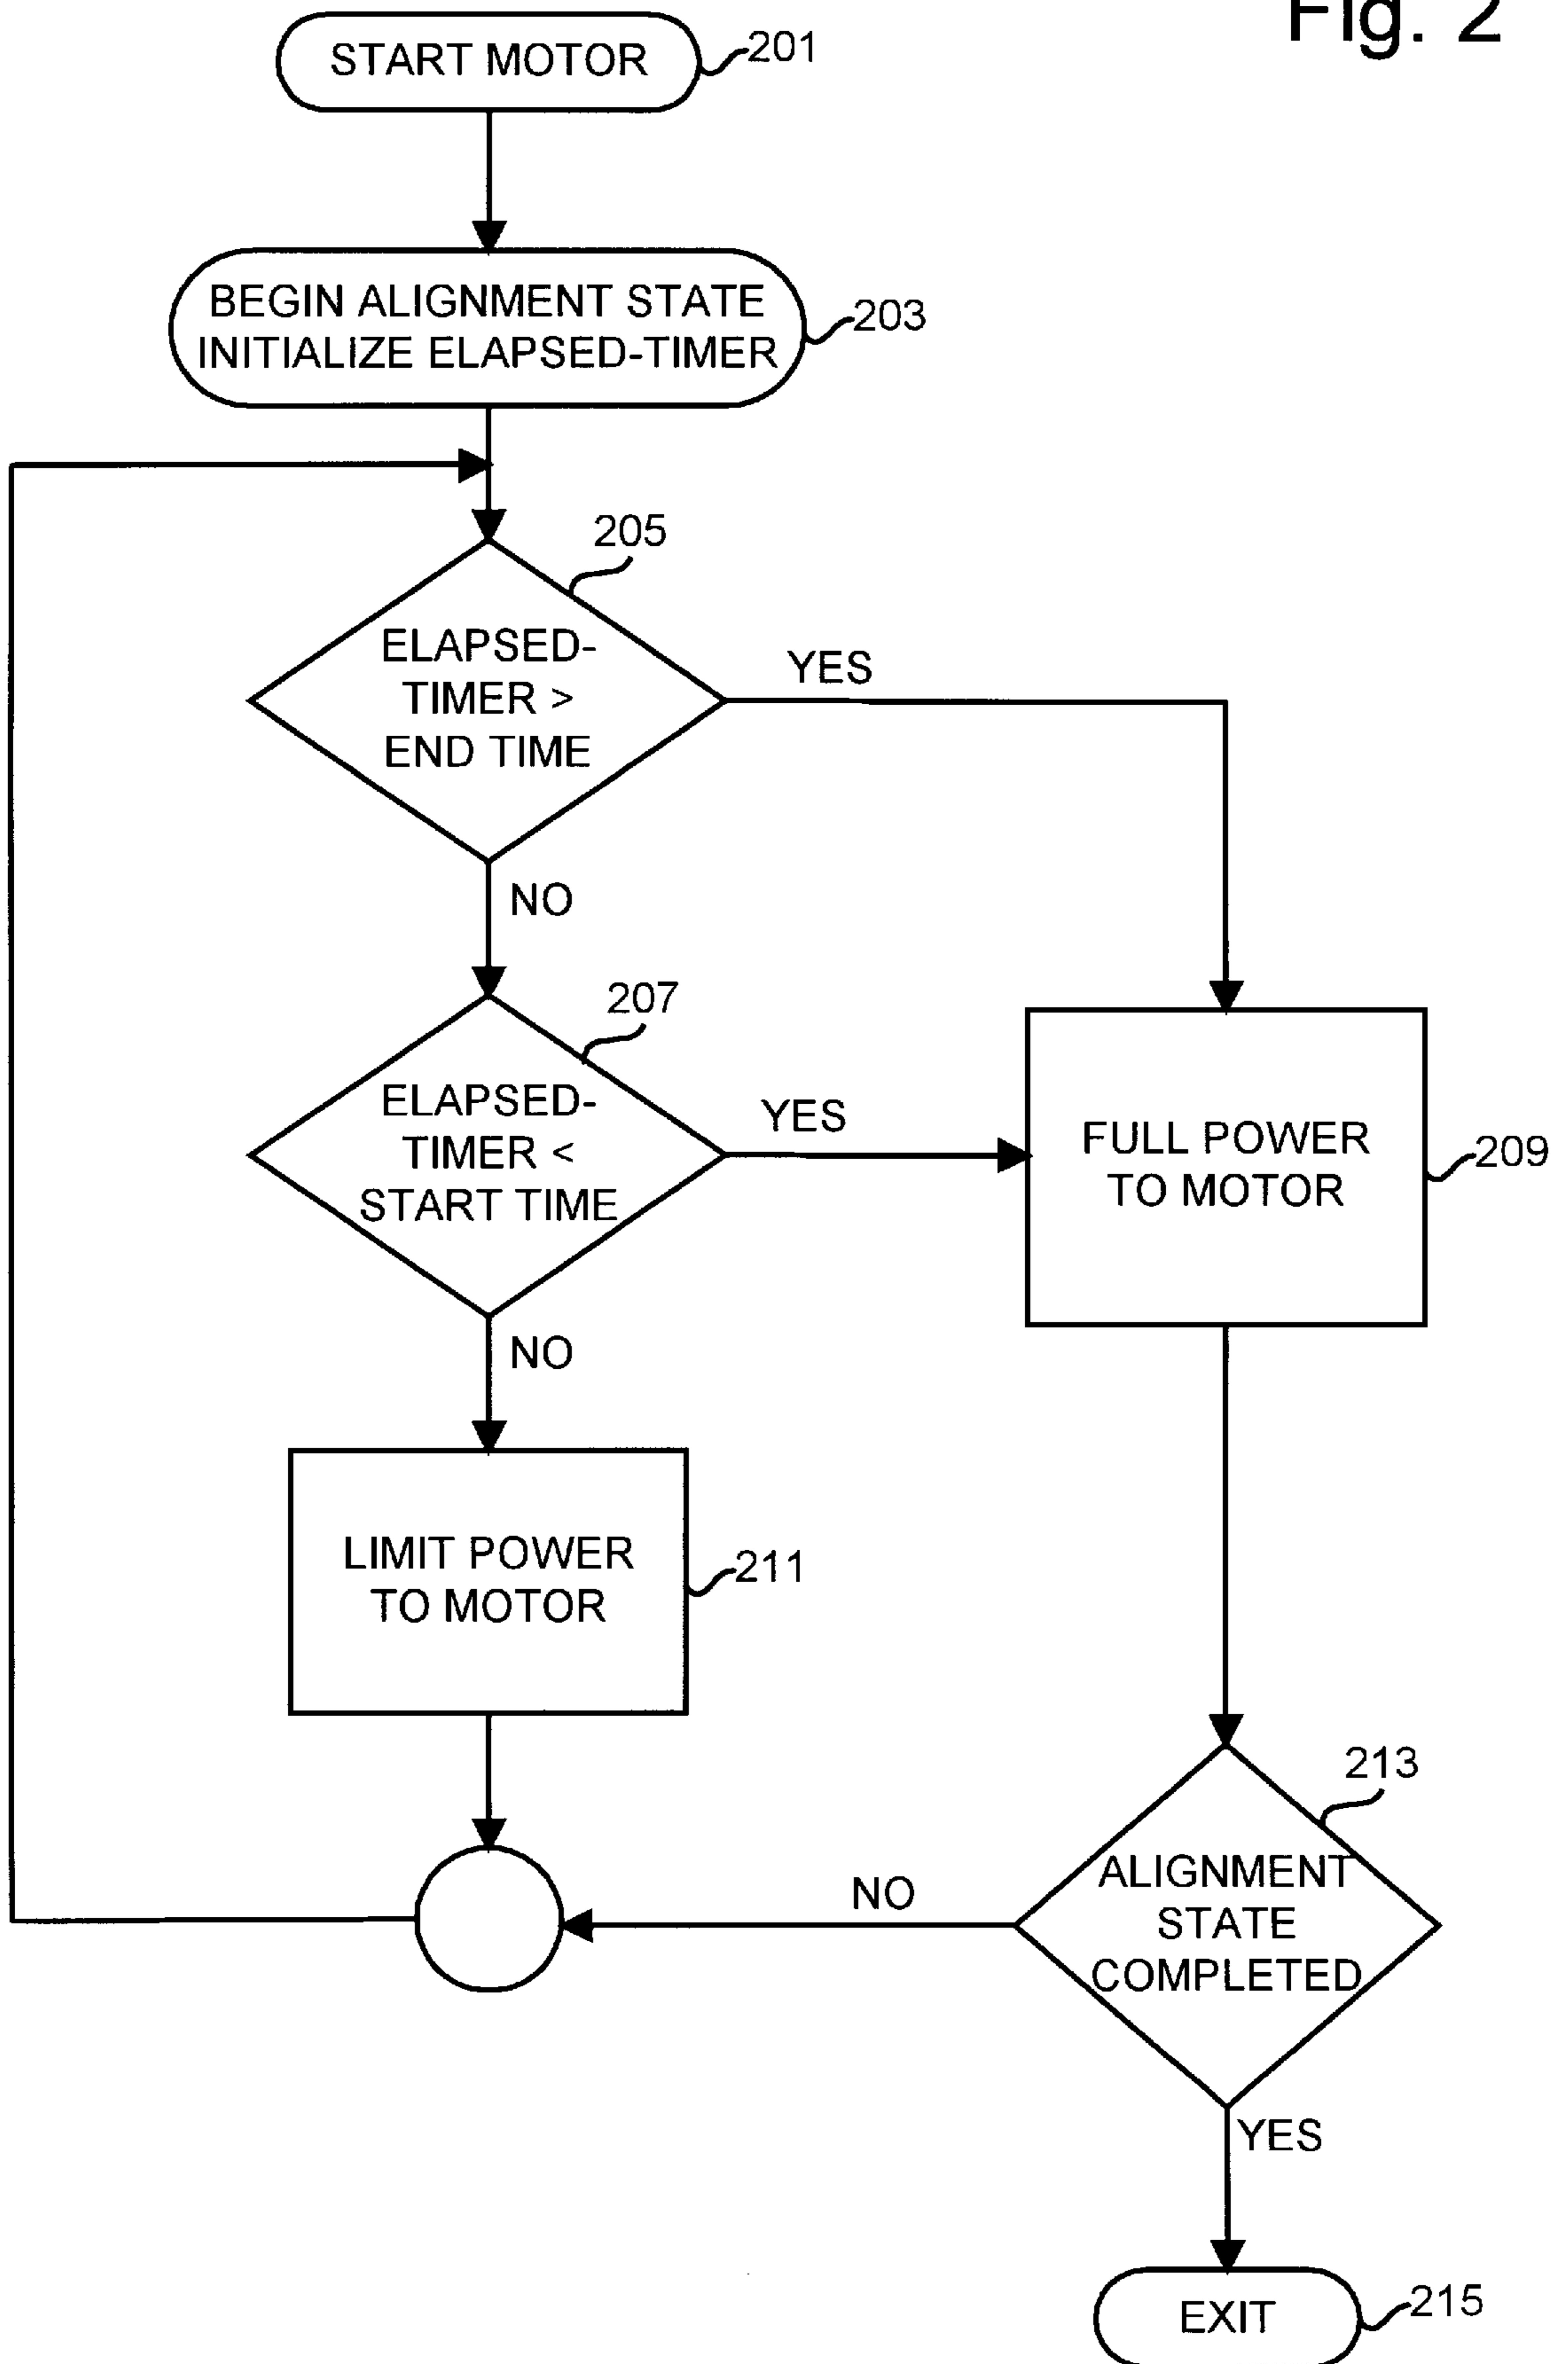 Fig. 2
START MOTOR
201
BEGIN ALIGNMENT STATE
INITIALIZE ELAPSED-TIMER
203
205
ELAPSED-
TIMER >
END TIME
YES
NO
207
ELAPSED-
TIMER <
START TIME
YES
FULL POWER
TO MOTOR
209
NO
LIMIT POWER
TO MOTOR
211
213
ALIGNMENT
STATE
COMPLETED
NO
YES
EXIT
215